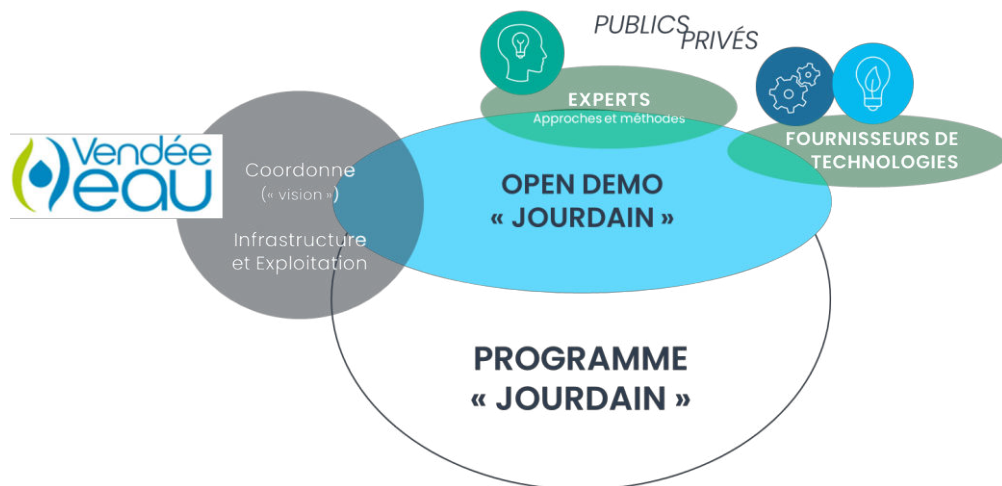 PUBLICS
PRIVÉS
EXPERTS
Approches et méthodes
FOURNISSEURS DE
TECHNOLOGIES
Vendée
eau
Coordonne
(« vision »)
Infrastructure
et Exploitation
OPEN DEMO
« JOURDAIN »
PROGRAMME
« JOURDAIN »